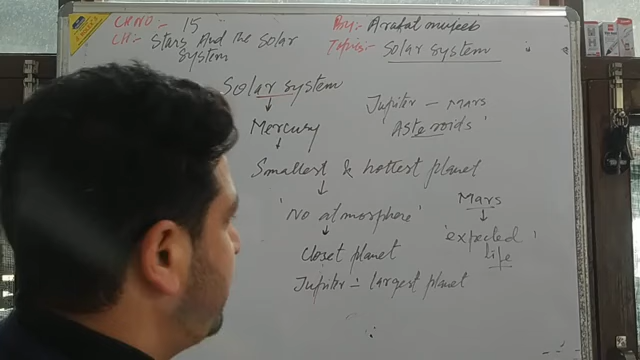 CH NO:- 15
By:- Arafat mujeeb
CH:- Stars And the Solar
System
Topic:- Solar System
Solar system
Mercury
Smallest & hottest planet
'No atmosphere'
Closet planet
Jupiter :- largest planet
Jupiter - Mars
Asteroids'
Mars
'expected'
life